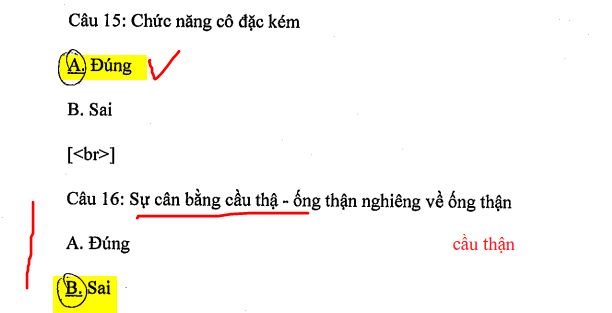 Câu 15: Chức năng cô đặc kém
A. Đúng
B. Sai
[<br>]
Câu 16: Sự cân bằng cầu thậ - ống thận nghiêng về ống thận
A. Đúng
cầu thận
B. Sai